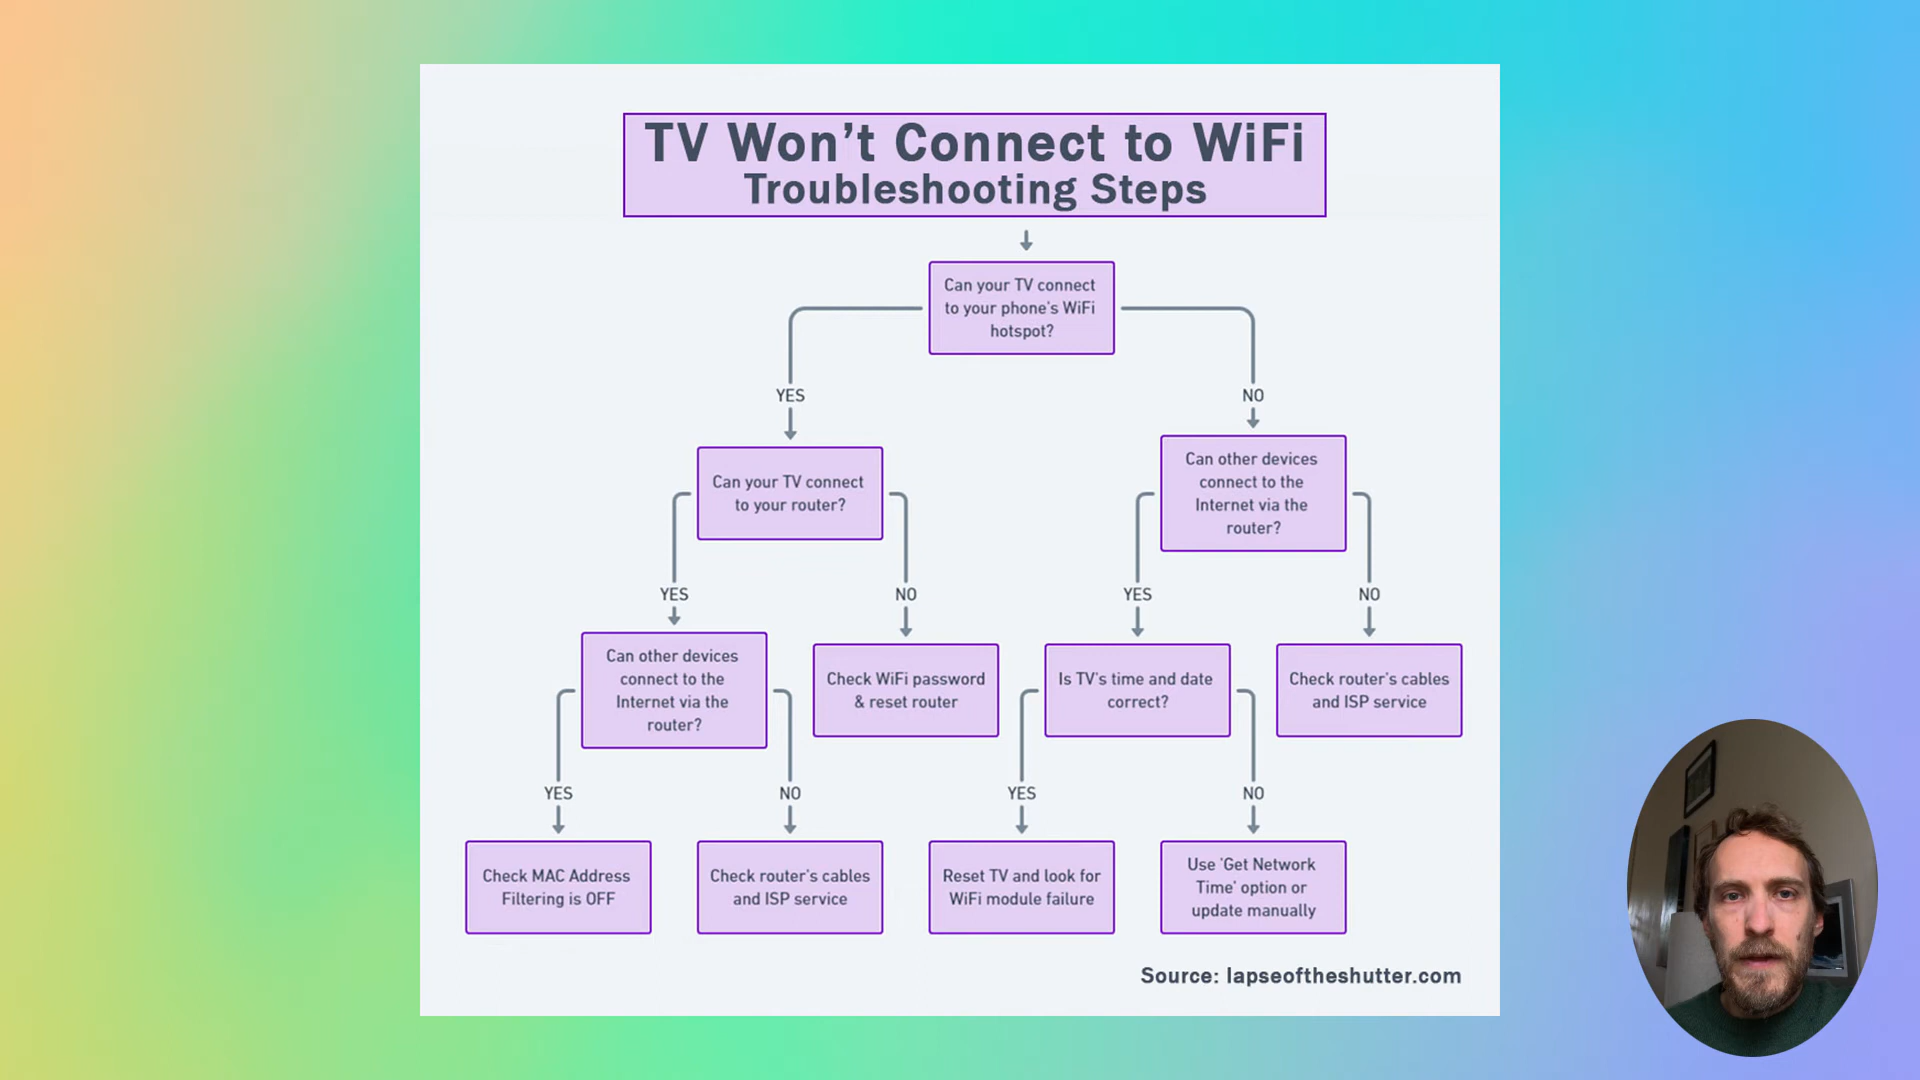 TV Won’t Connect to WiFi
Troubleshooting Steps
Can your TV connect
to your phone's WiFi
hotspot?
YES
NO
Can your TV connect
to your router?
Can other devices
connect to the
Internet via the
router?
YES
NO
YES
NO
Can other devices
connect to the
Internet via the
router?
Check WiFi password
& reset router
Is TV's time and date
correct?
Check router's cables
and ISP service
YES
NO
YES
NO
Check MAC Address
Filtering is OFF
Check router's cables
and ISP service
Reset TV and look for
WiFi module failure
Use 'Get Network
Time' option or
update manually
Source: lapseoftheshutter.com